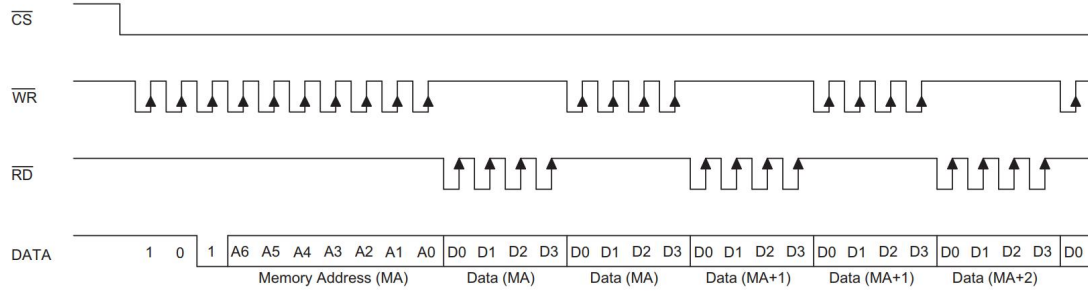 CS
WR
RD
DATA 1 0 1 A6 A5 A4 A3 A2 A1 A0 D0 D1 D2 D3 D0 D1 D2 D3 D0 D1 D2 D3 D0 D1 D2 D3 D0 D1 D2 D3 D0
Memory Address (MA) Data (MA) Data (MA) Data (MA+1) Data (MA+1) Data (MA+2)